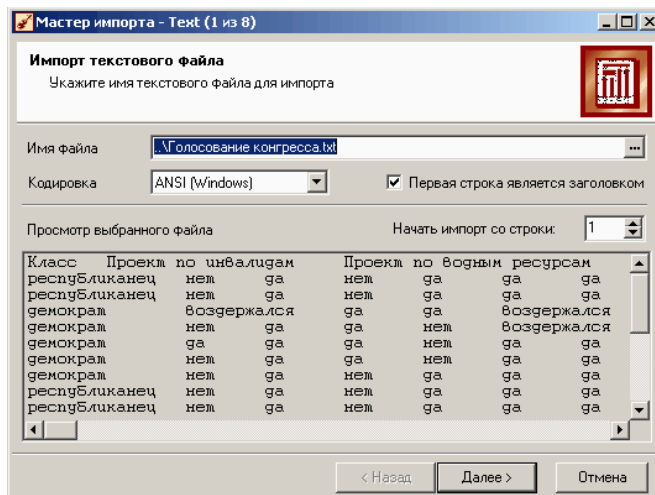 Мастер импорта - Text (1 из 8)
Импорт текстового файла
Укажите имя текстового файла для импорта
Имя файла ..\Голосование конгресса.txt ...
Кодировка ANSI (Windows) Первая строка является заголовком
Просмотр выбранного файла Начать импорт со строки: 1
Класс Проект по инвалидам Проект по водным ресурсам
республиканец нет да нет да да да
республиканец нет да нет да да да
демократ воздержался да да воздержался
демократ нет да да нет воздержался
демократ да да да нет да да
демократ нет да да нет да да
демократ нет да нет да да да
республиканец нет да нет да да да
республиканец нет да нет да да да
< Назад Далее > Отмена